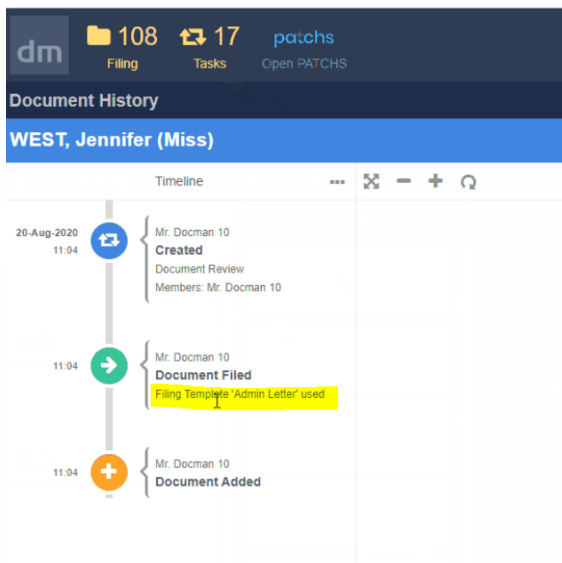 dm
108
Filing
17
Tasks
patchs
Open PATCHS
Document History
WEST, Jennifer (Miss)
Timeline
20-Aug-2020
11:04
Mr. Docman 10
Created
Document Review
Members: Mr. Docman 10
11:04
Mr. Docman 10
Document Filed
Filing Template 'Admin Letter' used
11:04
Mr. Docman 10
Document Added